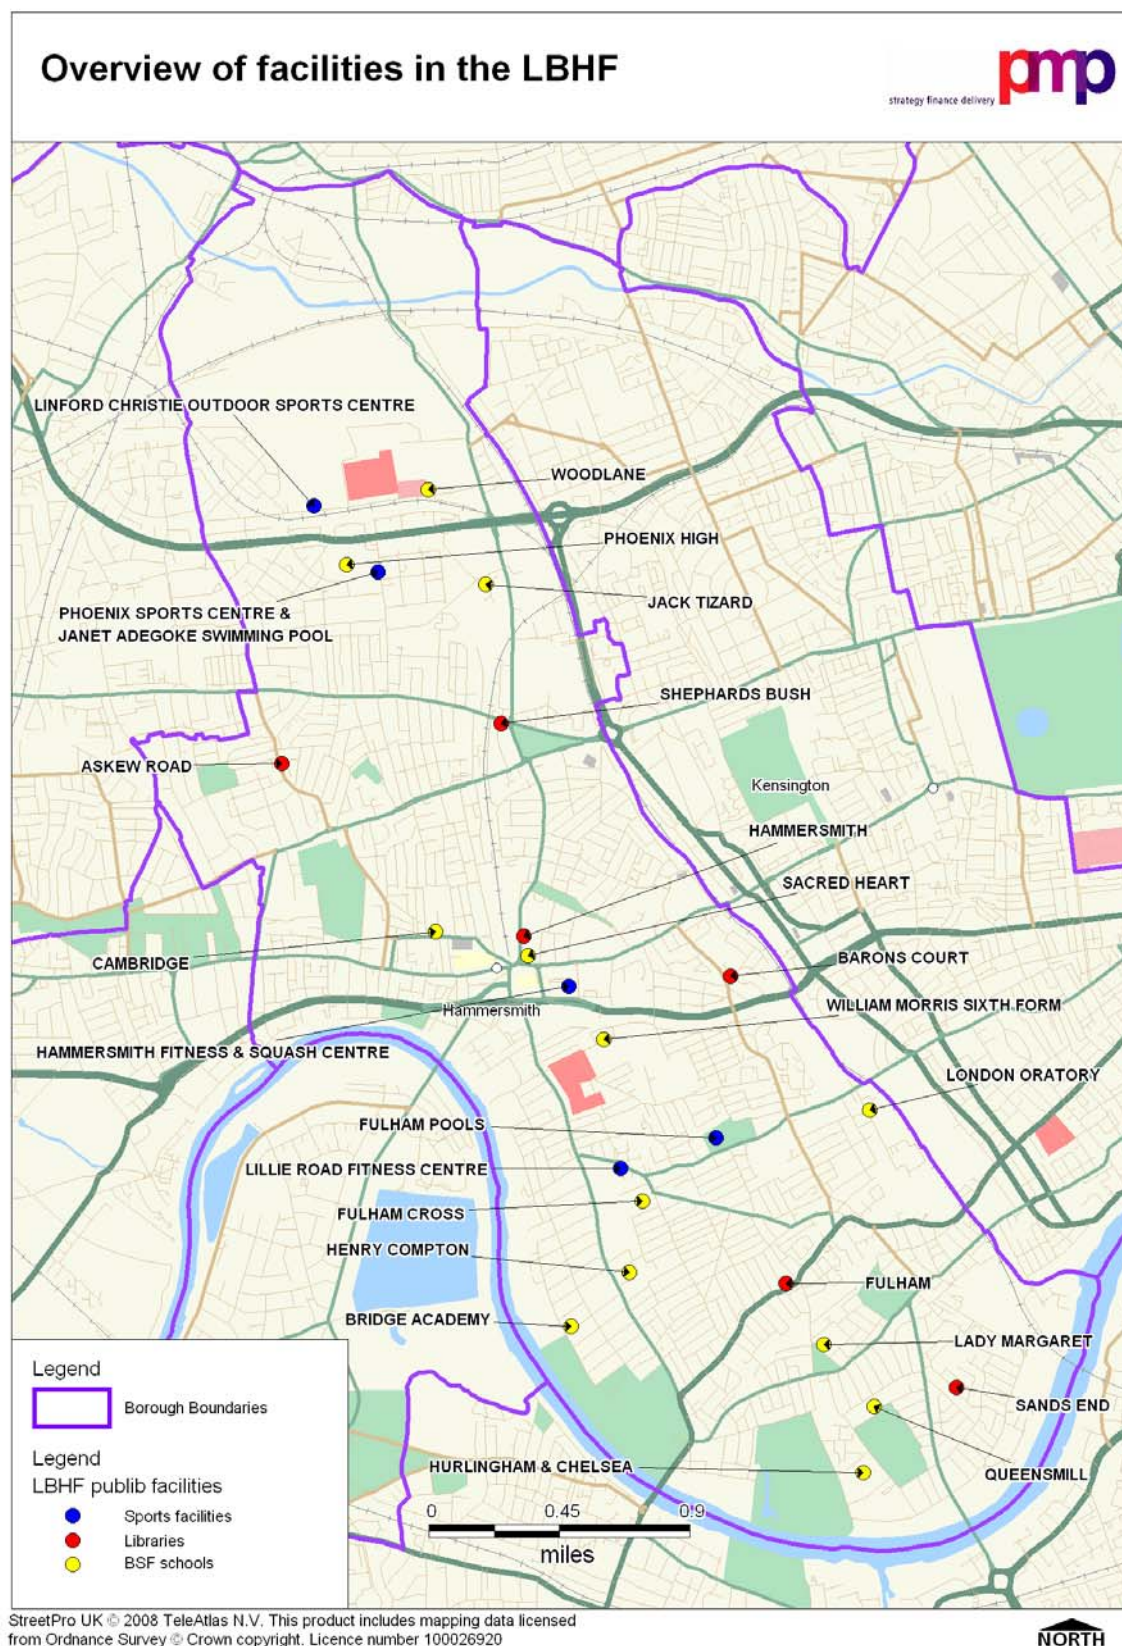 Overview of facilities in the LBHF
pmp
strategy finance delivery
LINFORD CHRISTIE OUTDOOR SPORTS CENTRE
WOODLANE
PHOENIX HIGH
JACK TIZARD
PHOENIX SPORTS CENTRE &
JANET ADEGOKE SWIMMING POOL
SHEPHARDS BUSH
ASKEW ROAD
Kensington
HAMMERSMITH
SACRED HEART
CAMBRIDGE
BARONS COURT
WILLIAM MORRIS SIXTH FORM
Hammersmith
HAMMERSMITH FITNESS & SQUASH CENTRE
LONDON ORATORY
FULHAM POOLS
LILLIE ROAD FITNESS CENTRE
FULHAM CROSS
HENRY COMPTON
FULHAM
BRIDGE ACADEMY
LADY MARGARET
SANDS END
QUEENSMILL
HURLINGHAM & CHELSEA
0 0.45 0.9
miles
Legend
Borough Boundaries
Legend
LBHF publib facilities
Sports facilities
Libraries
BSF schools
StreetPro UK © 2008 TeleAtlas N.V. This product includes mapping data licensed
from Ordnance Survey © Crown copyright. Licence number 100026920
NORTH